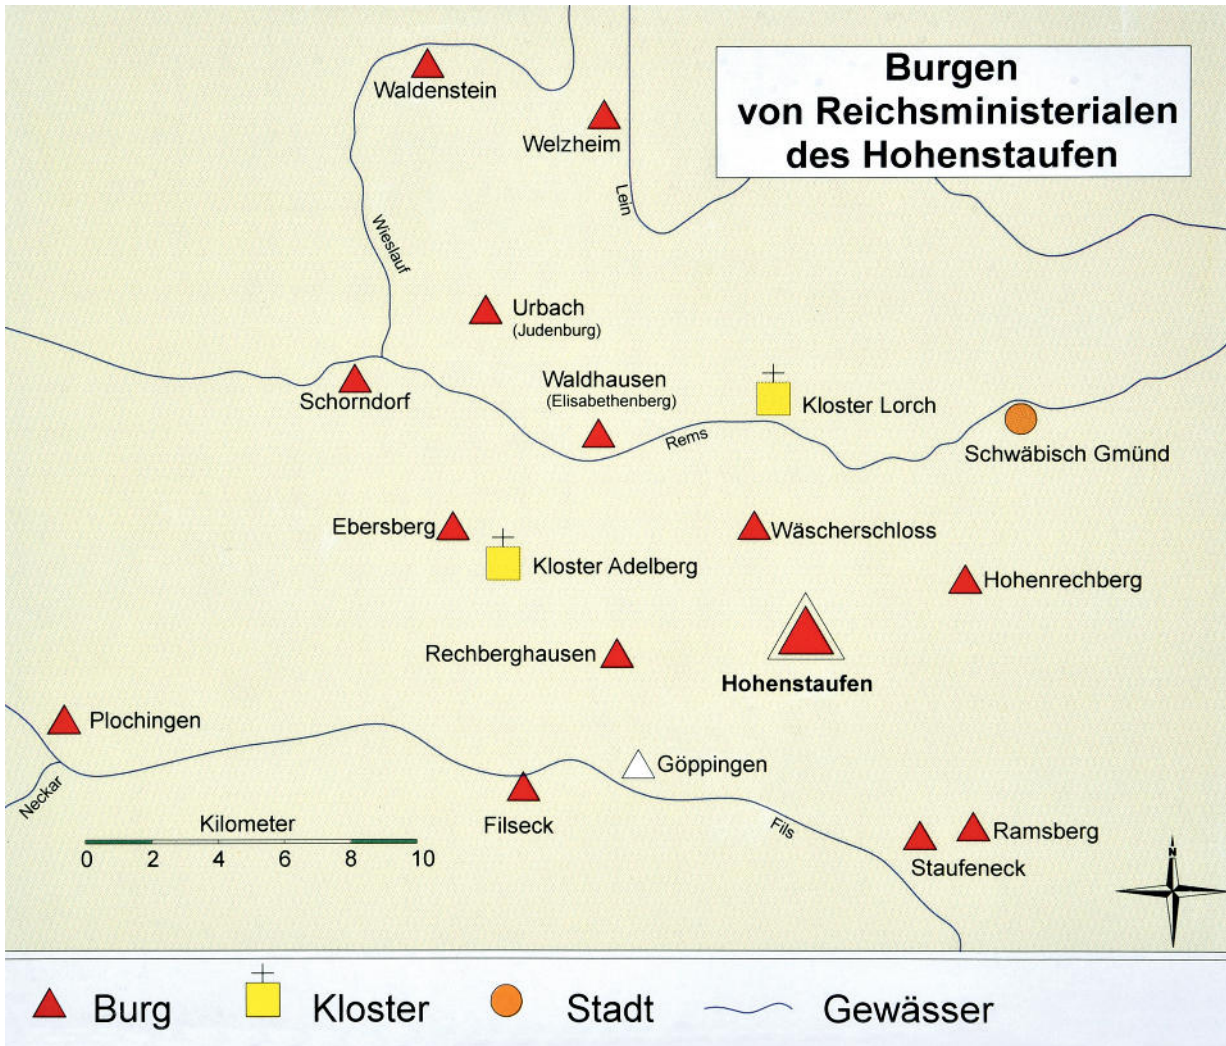 Burgen
von Reichsministerialen
des Hohenstaufen
Waldenstein
Welzheim
Lein
Wieslauf
Urbach
(Judenburg)
Waldhausen
(Elisabethenberg)
Schorndorf
Kloster Lorch
Rems
Schwäbisch Gmünd
Ebersberg
Wäscherschloss
Kloster Adelberg
Hohenrechberg
Rechberghausen
Hohenstaufen
Plochingen
Göppingen
Neckar
Filseck
Fils
Kilometer
0 2 4 6 8 10
Ramsberg
Staufeneck
N
Burg
Kloster
Stadt
Gewässer